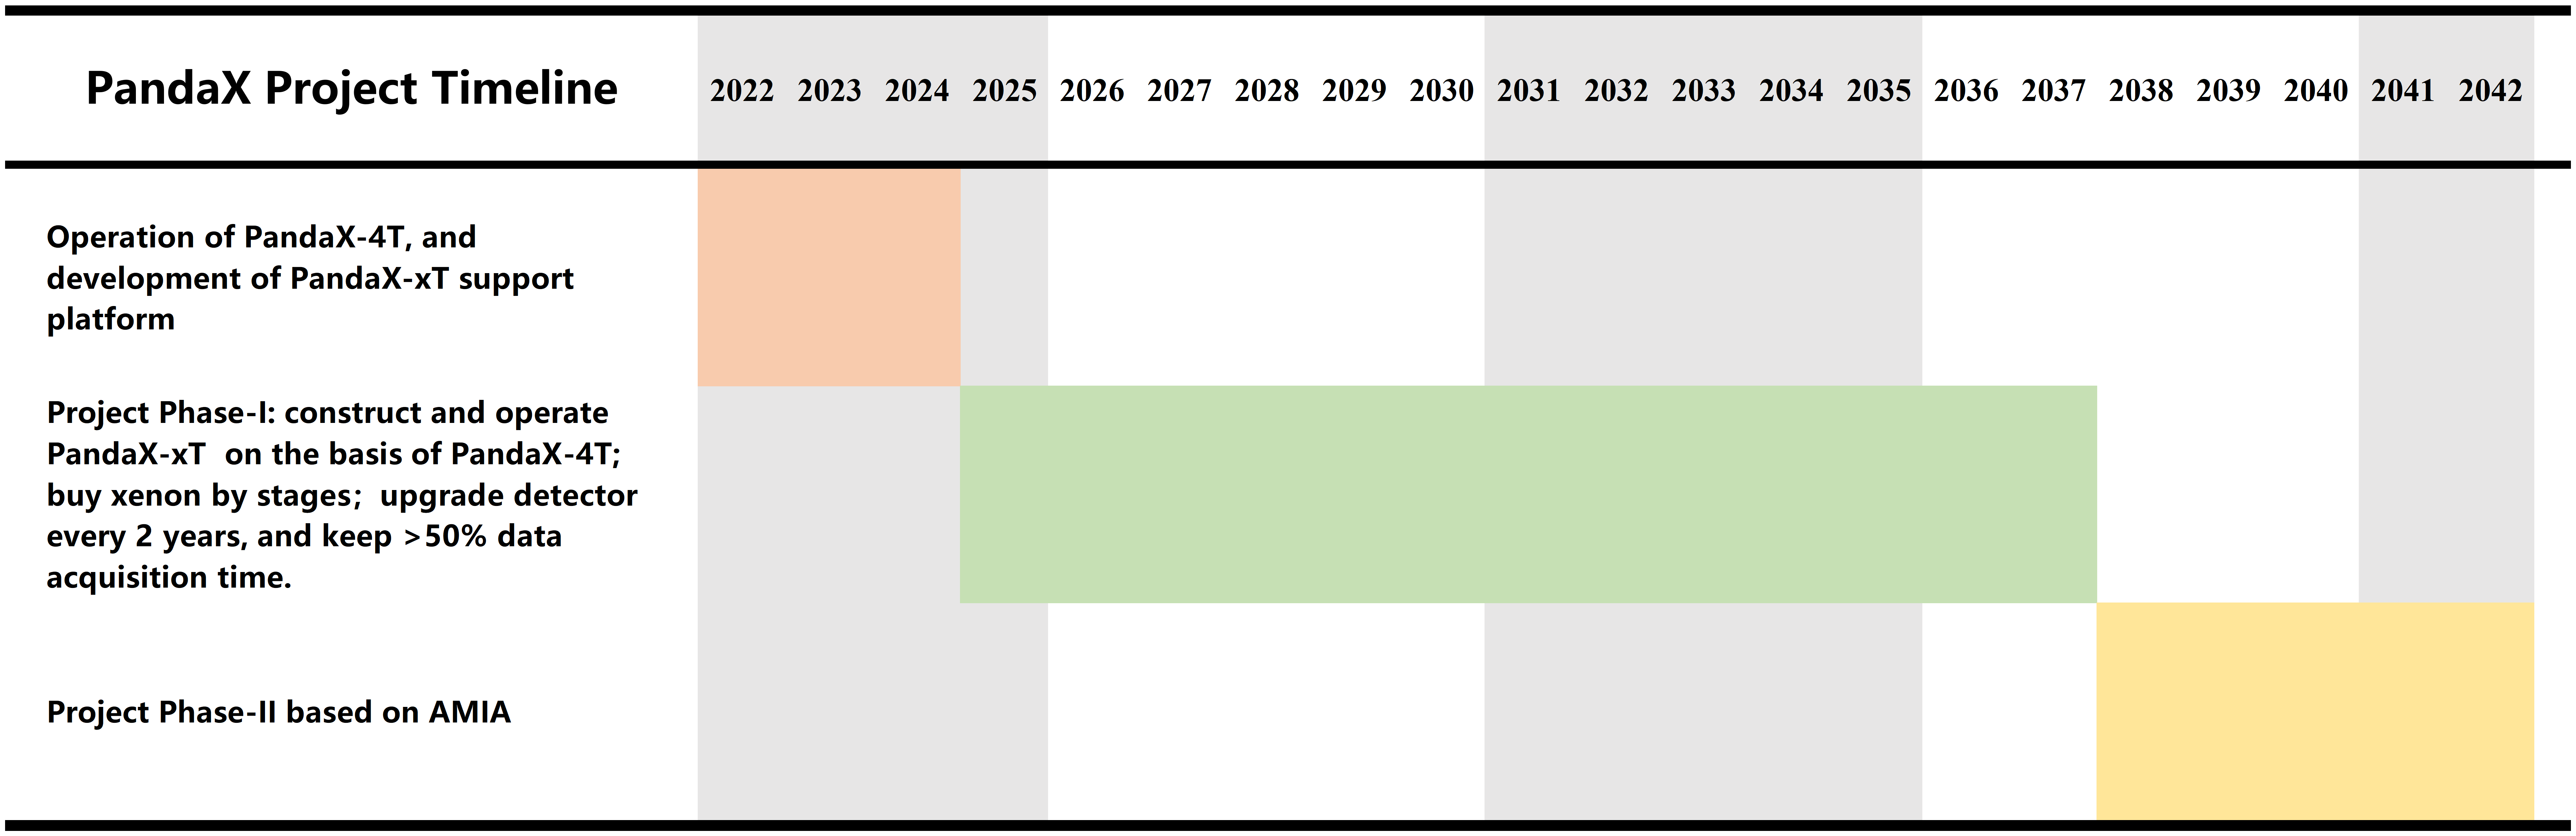 PandaX Project Timeline 2022 2023 2024 2025 2026 2027 2028 2029 2030 2031 2032 2033 2034 2035 2036 2037 2038 2039 2040 2041 2042
Operation of PandaX-4T, and
development of PandaX-xT support
platform
Project Phase-I: construct and operate
PandaX-xT  on the basis of PandaX-4T;
buy xenon by stages;  upgrade detector
every 2 years, and keep >50% data
acquisition time.
Project Phase-II based on AMIA